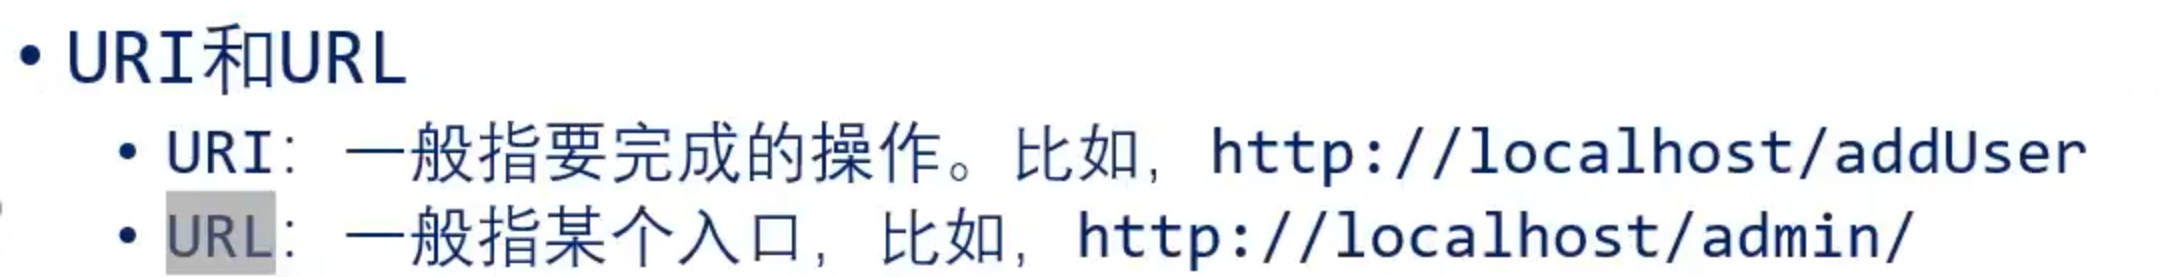 • URI和URL
• URI： 一般指要完成的操作。比如， http://localhost/addUser
• URL： 一般指某个入口， 比如， http://localhost/admin/